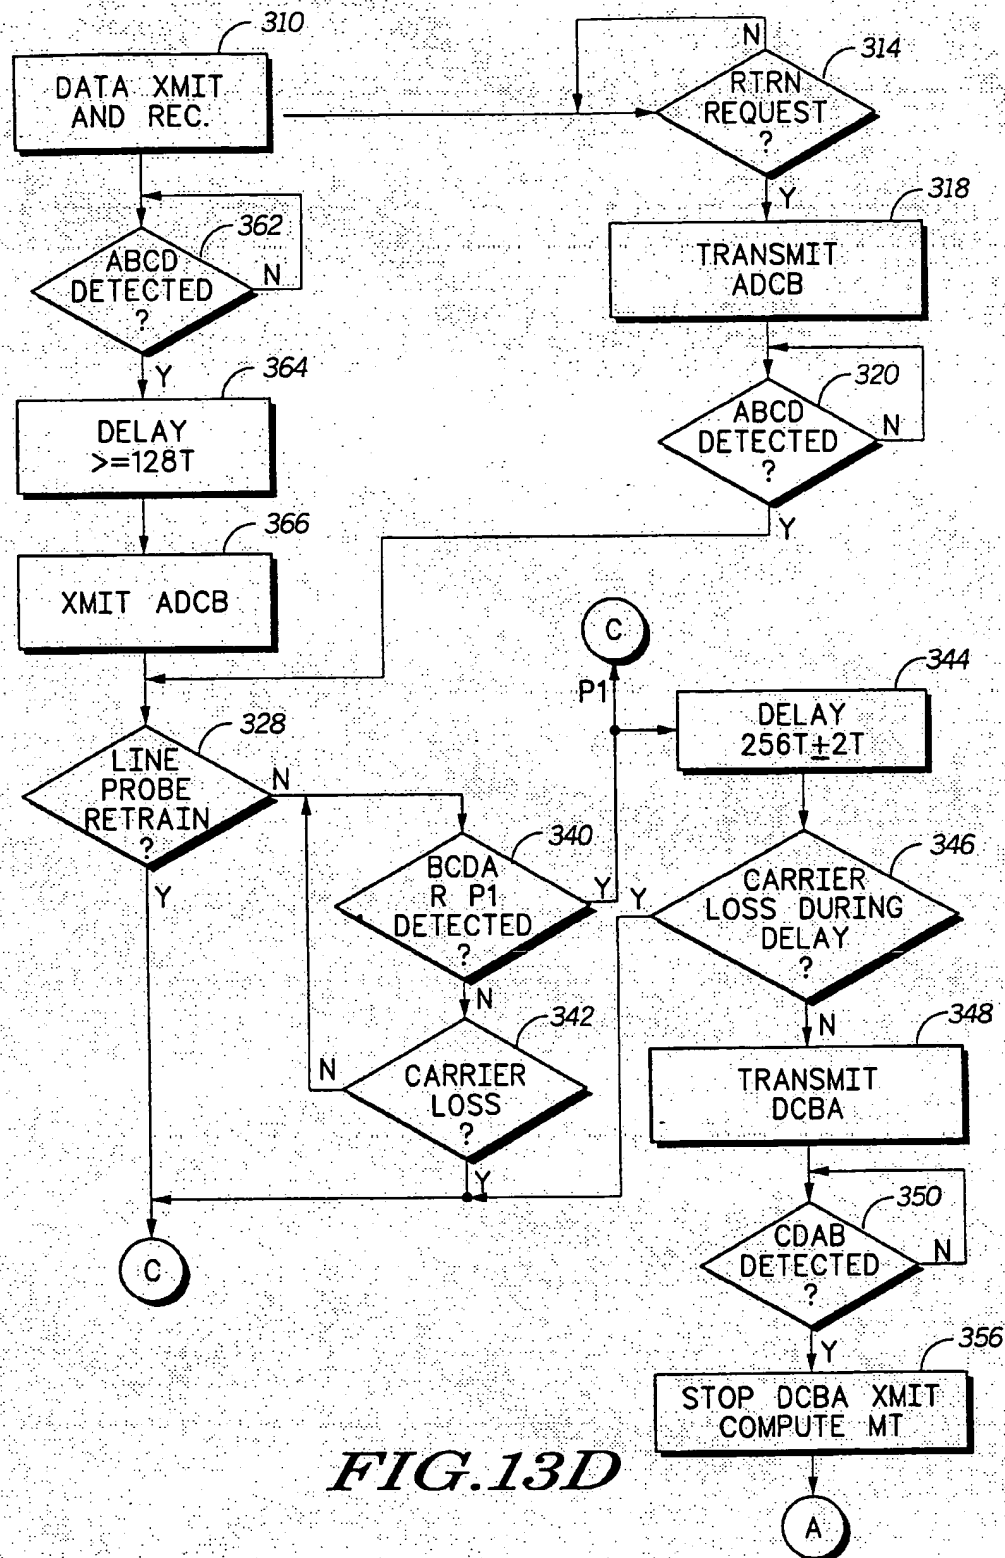 310
DATA XMIT
AND REC.
N
314
RTRN
REQUEST
?
Y
318
TRANSMIT
ADCB
362
ABCD
DETECTED
?
N
Y
320
ABCD
DETECTED
?
N
Y
364
DELAY
>=128T
366
XMIT ADCB
C
P1
344
DELAY
256T±2T
328
LINE
PROBE
RETRAIN
?
N
Y
340
BCDA
R P1
DETECTED
?
Y
N
346
CARRIER
LOSS DURING
DELAY
?
Y
N
342
CARRIER
LOSS
?
N
Y
348
TRANSMIT
DCBA
350
CDAB
DETECTED
?
N
Y
C
356
STOP DCBA XMIT
COMPUTE MT
A
FIG.13D